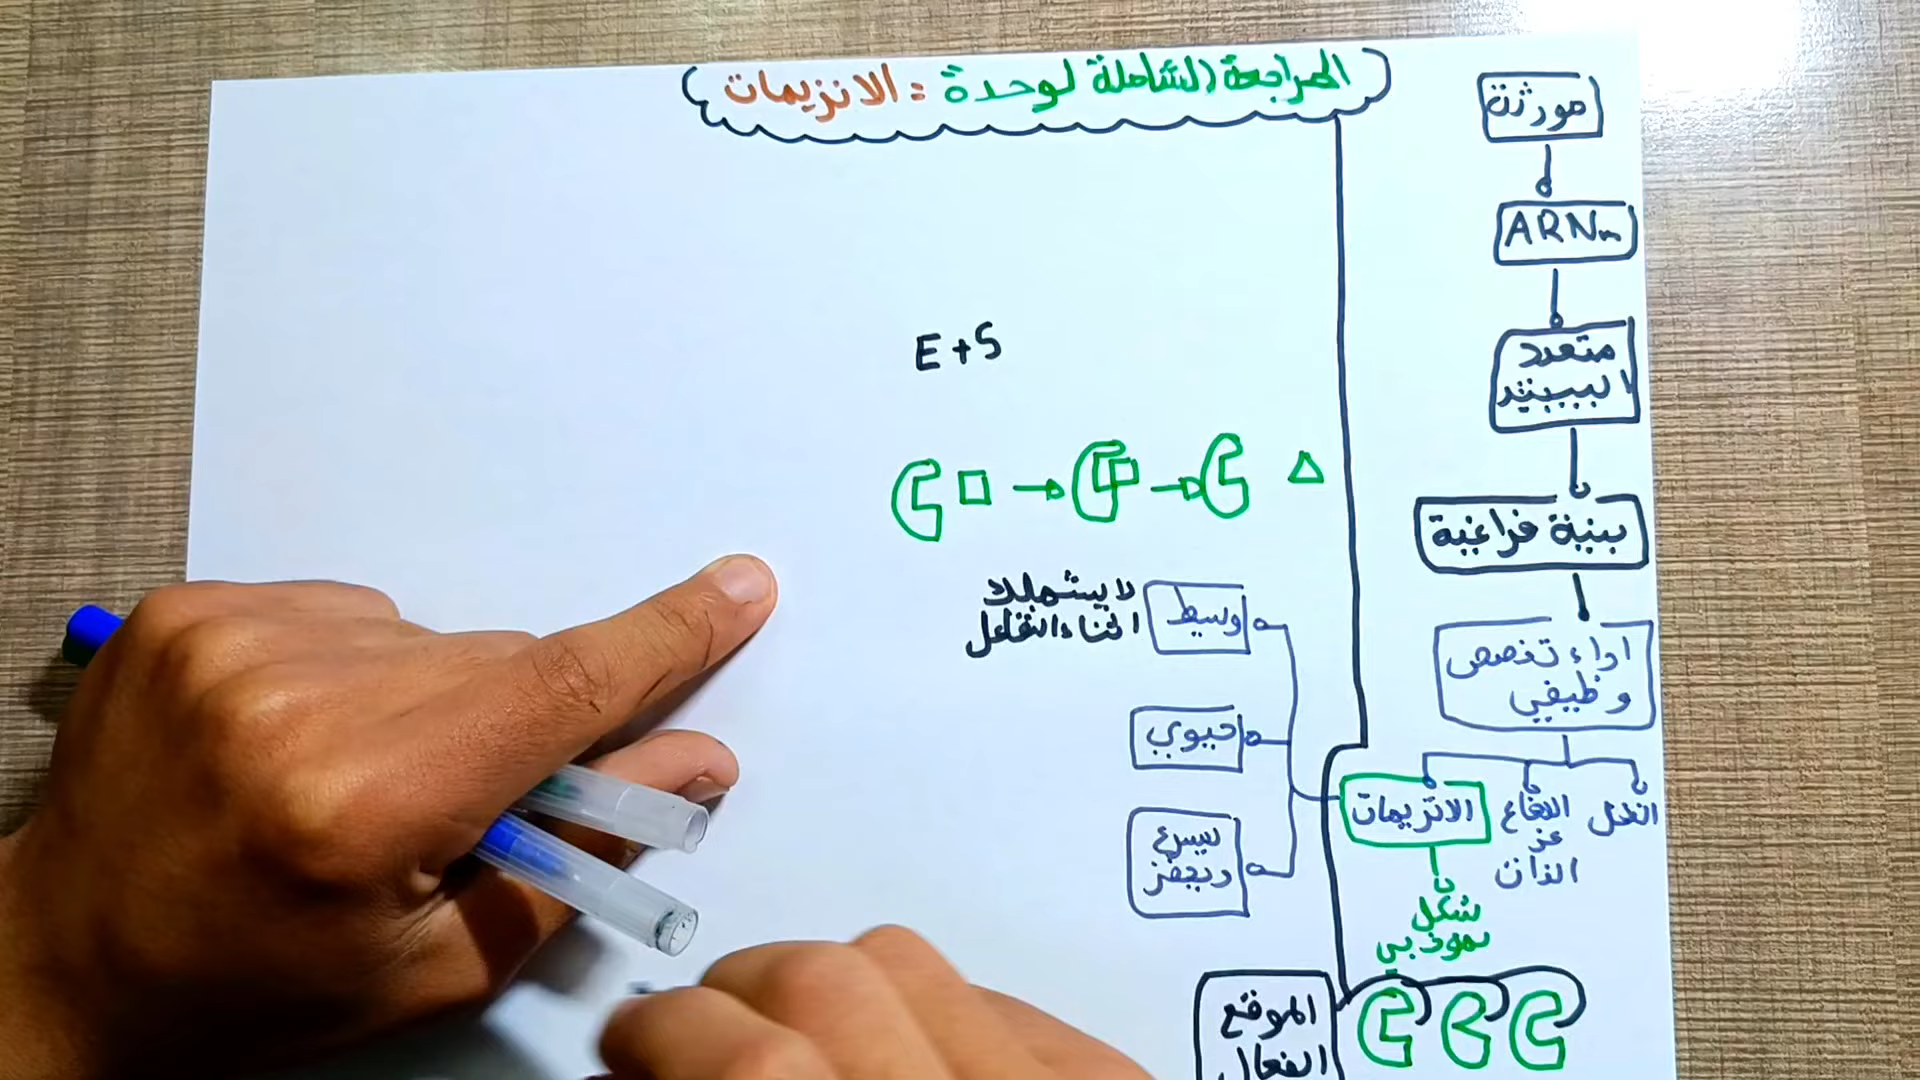 المراجعة الشاملة لوحدة : الانزيمات
مورثة
ARNm
متعدد
الببتيد
بنية فراغية
اداء تخصص
وظيفي
النقل
الدفاع
عن
الذات
الانزيمات
شكل
نموذجي
الموقع
الفعال
E+S
وسيط
لا يستهلك
اثناء التفاعل
حيوي
يسرع
ويحفز